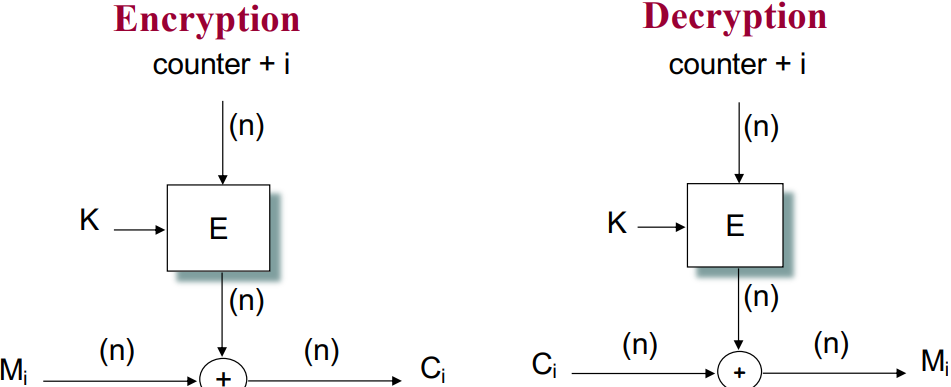 Encryption
counter + i
(n)
K
E
(n)
(n)
(n)
Mi
+
Ci
Decryption
counter + i
(n)
K
E
(n)
(n)
(n)
Ci
+
Mi